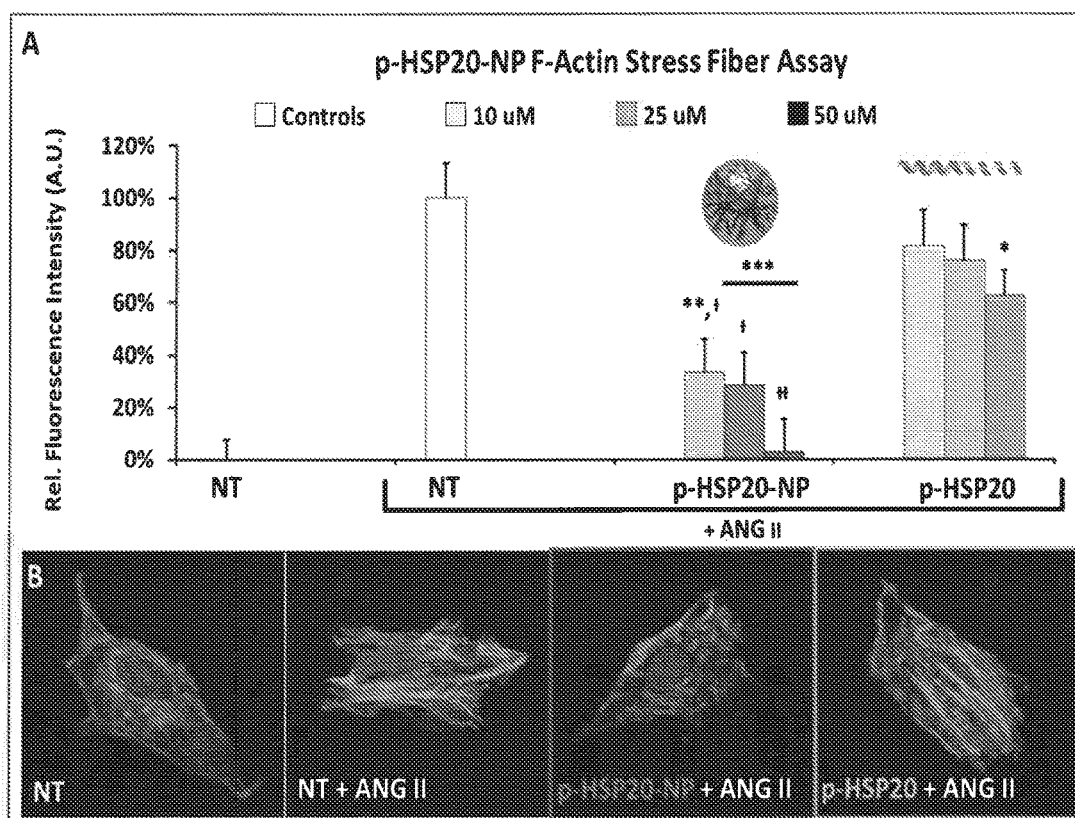 A
p-HSP20-NP F-Actin Stress Fiber Assay
Controls 10 uM 25 uM 50 uM
Rel. Fluorescence Intensity (A.U.)
120%
100%
80%
60%
40%
20%
0%
***
**,ƚ
ƚ
*
NT NT p-HSP20-NP p-HSP20
+ ANG II
B
NT
NT + ANG II
p-HSP20-NP + ANG II
p-HSP20 + ANG II